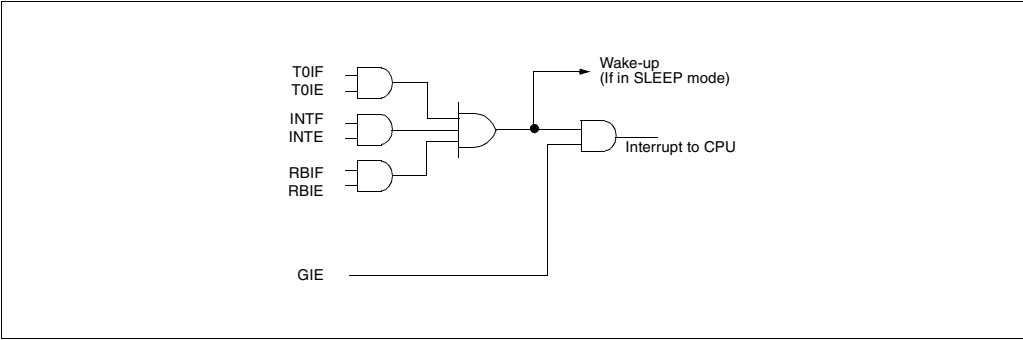 T0IF
T0IE
INTF
INTE
RBIF
RBIE
GIE
Wake-up
(If in SLEEP mode)
Interrupt to CPU